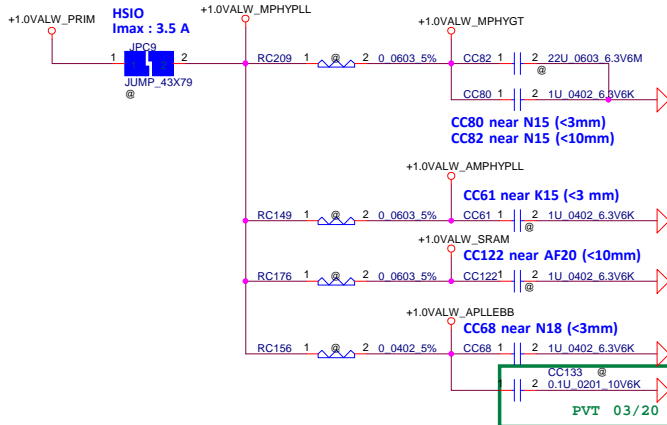 +1.0VALW_PRIM
HSIO
Imax : 3.5 A
+1.0VALW_MPHYPLL
+1.0VALW_MPHYGT
JPC9
1 1 2 2
JUMP_43X79
@
RC209 1 @ 2 0_0603_5%
CC82 1 2 22U_0603_6.3V6M
@
CC80 1 2 1U_0402_6.3V6K
CC80 near N15 (<3mm)
CC82 near N15 (<10mm)
+1.0VALW_AMPHYPLL
CC61 near K15 (<3 mm)
RC149 1 @ 2 0_0603_5%
CC61 1 2 1U_0402_6.3V6K
@
+1.0VALW_SRAM
CC122 near AF20 (<10mm)
RC176 1 @ 2 0_0603_5%
CC122 1 2 1U_0402_6.3V6K
@
+1.0VALW_APLLEBB
CC68 near N18 (<3mm)
RC156 1 @ 2 0_0402_5%
CC68 1 2 1U_0402_6.3V6K
CC133 @
1 2 0.1U_0201_10V6K
PVT 03/20